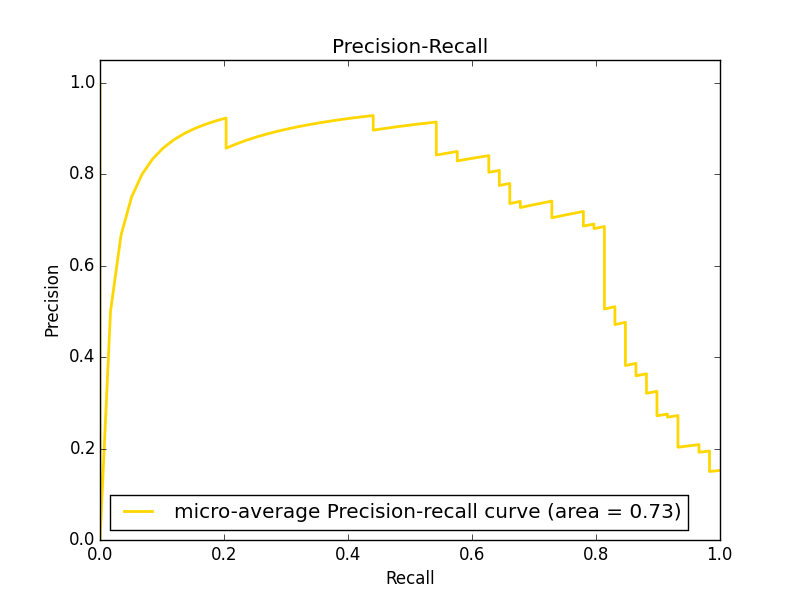 Precision-Recall
1.0
0.8
0.6
0.4
0.2
0.0
Precision
0.0 0.2 0.4 0.6 0.8 1.0
Recall
micro-average Precision-recall curve (area = 0.73)